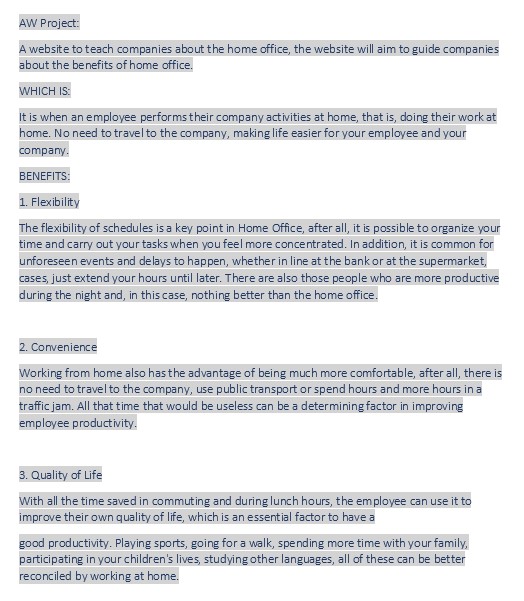 AW Project:
A website to teach companies about the home office, the website will aim to guide companies
about the benefits of home office.
WHICH IS:
It is when an employee performs their company activities at home, that is, doing their work at
home. No need to travel to the company, making life easier for your employee and your
company.
BENEFITS:
1. Flexibility
The flexibility of schedules is a key point in Home Office, after all, it is possible to organize your
time and carry out your tasks when you feel more concentrated. In addition, it is common for
unforeseen events and delays to happen, whether in line at the bank or at the supermarket,
cases, just extend your hours until later. There are also those people who are more productive
during the night and, in this case, nothing better than the home office.
2. Convenience
Working from home also has the advantage of being much more comfortable, after all, there is
no need to travel to the company, use public transport or spend hours and more hours in a
traffic jam. All that time that would be useless can be a determining factor in improving
employee productivity.
3. Quality of Life
With all the time saved in commuting and during lunch hours, the employee can use it to
improve their own quality of life, which is an essential factor to have a
good productivity. Playing sports, going for a walk, spending more time with your family,
participating in your children's lives, studying other languages, all of these can be better
reconciled by working at home.